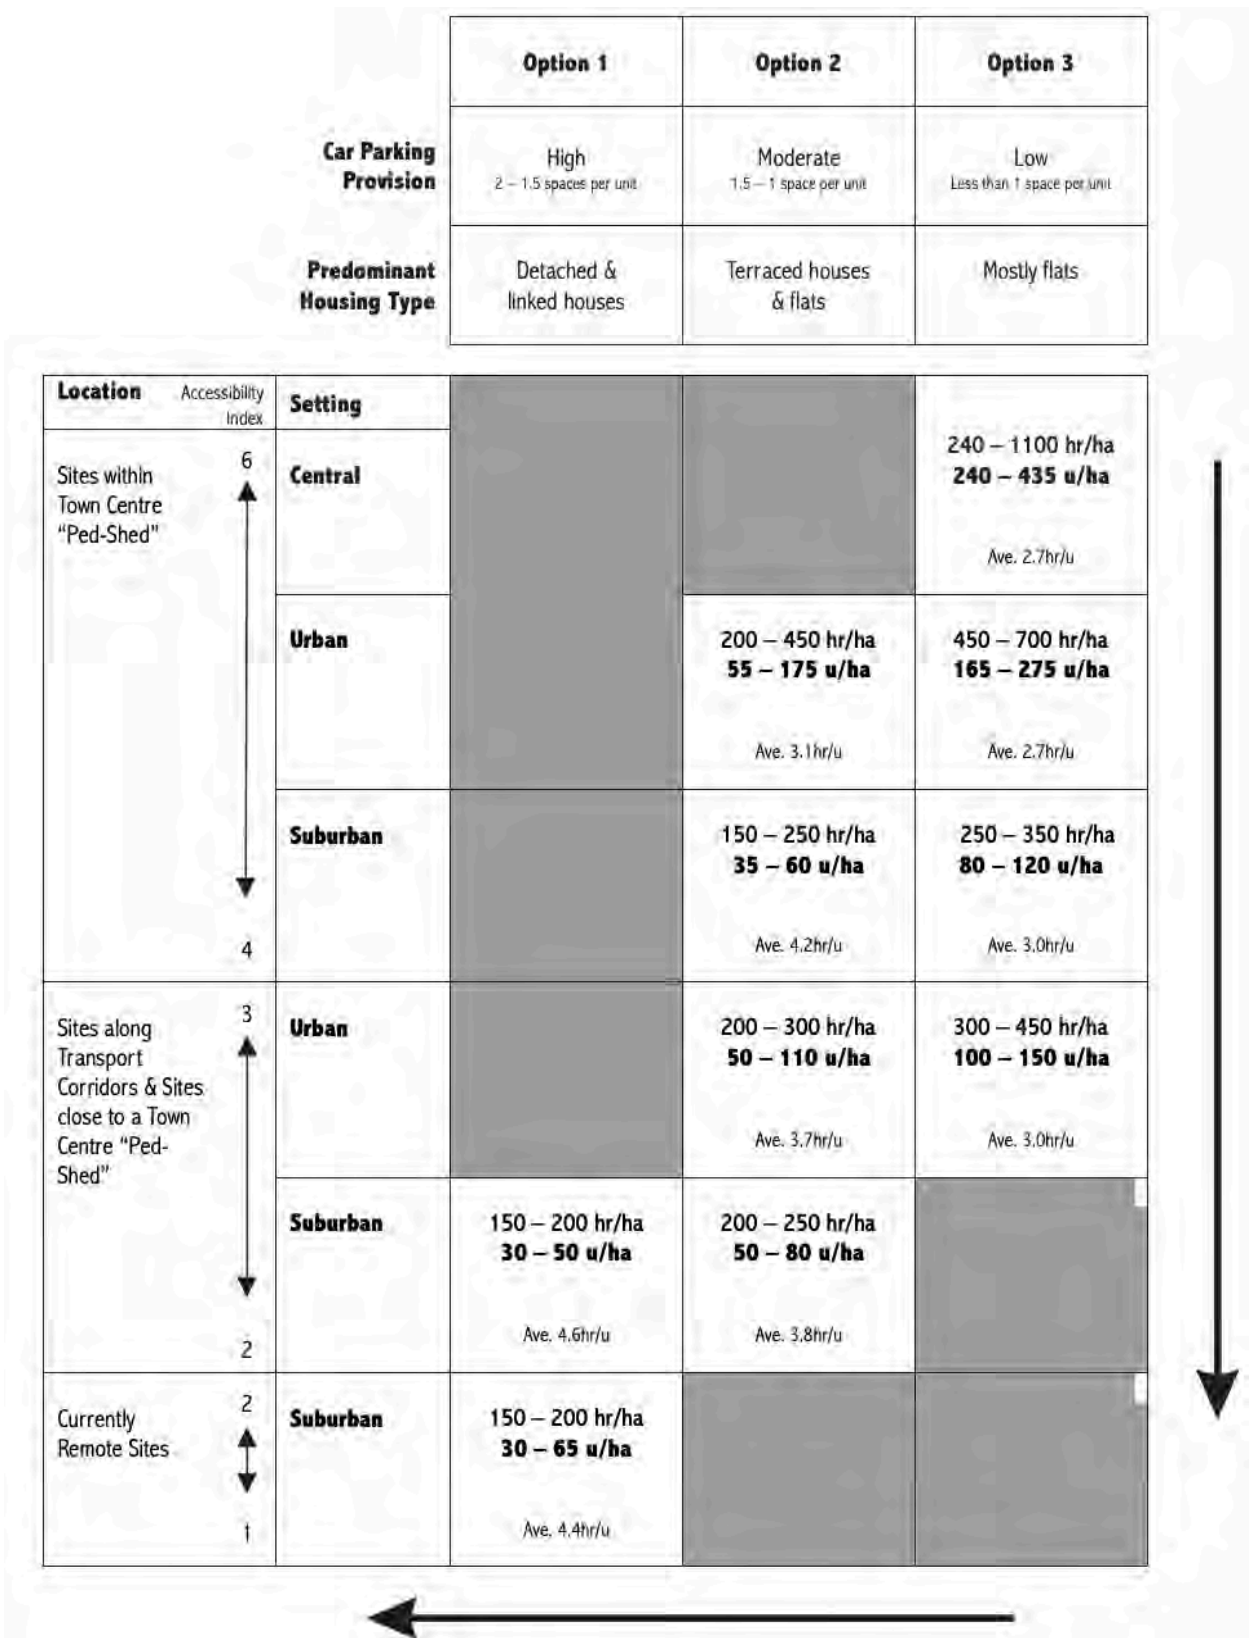 Option 1
Option 2
Option 3
Car Parking
Provision
High
2 – 1.5 spaces per unit
Moderate
1.5 – 1 space per unit
Low
Less than 1 space per unit
Predominant
Housing Type
Detached &
linked houses
Terraced houses
& flats
Mostly flats
Location
Accessibility
Index
Setting
Sites within
Town Centre
“Ped-Shed”
6
4
Central
240 – 1100 hr/ha
240 – 435 u/ha
Ave. 2.7hr/u
Urban
200 – 450 hr/ha
55 – 175 u/ha
Ave. 3.1hr/u
450 – 700 hr/ha
165 – 275 u/ha
Ave. 2.7hr/u
Suburban
150 – 250 hr/ha
35 – 60 u/ha
Ave. 4.2hr/u
250 – 350 hr/ha
80 – 120 u/ha
Ave. 3.0hr/u
Sites along
Transport
Corridors & Sites
close to a Town
Centre “Ped-
Shed”
3
2
Urban
200 – 300 hr/ha
50 – 110 u/ha
Ave. 3.7hr/u
300 – 450 hr/ha
100 – 150 u/ha
Ave. 3.0hr/u
Suburban
150 – 200 hr/ha
30 – 50 u/ha
Ave. 4.6hr/u
200 – 250 hr/ha
50 – 80 u/ha
Ave. 3.8hr/u
Currently
Remote Sites
2
1
Suburban
150 – 200 hr/ha
30 – 65 u/ha
Ave. 4.4hr/u